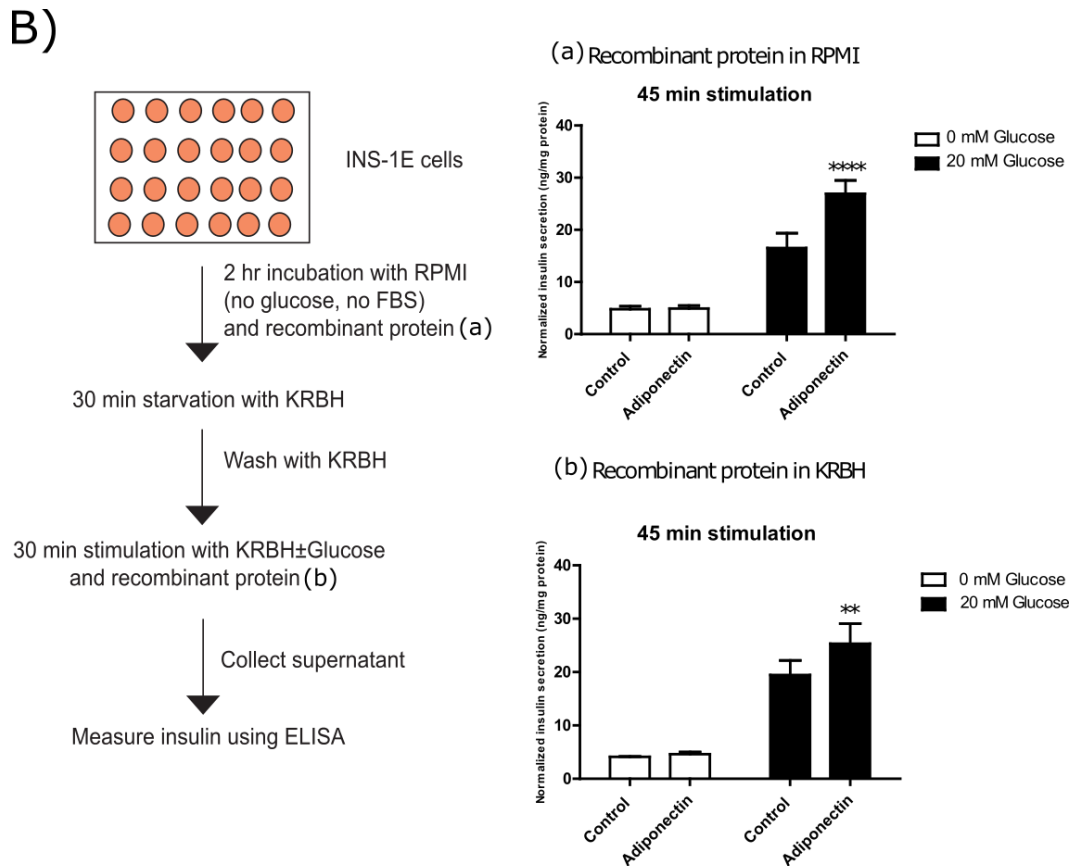 B)
INS-1E cells
2 hr incubation with RPMI
(no glucose, no FBS)
and recombinant protein (a)
30 min starvation with KRBH
Wash with KRBH
30 min stimulation with KRBH±Glucose
and recombinant protein (b)
Collect supernatant
Measure insulin using ELISA
(a) Recombinant protein in RPMI
45 min stimulation
Normalized insulin secretion (ng/mg protein)
40
30
20
10
0
****
Control
Adiponectin
Control
Adiponectin
0 mM Glucose
20 mM Glucose
(b) Recombinant protein in KRBH
45 min stimulation
Normalized insulin secretion (ng/mg protein)
40
30
20
10
0
**
Control
Adiponectin
Control
Adiponectin
0 mM Glucose
20 mM Glucose